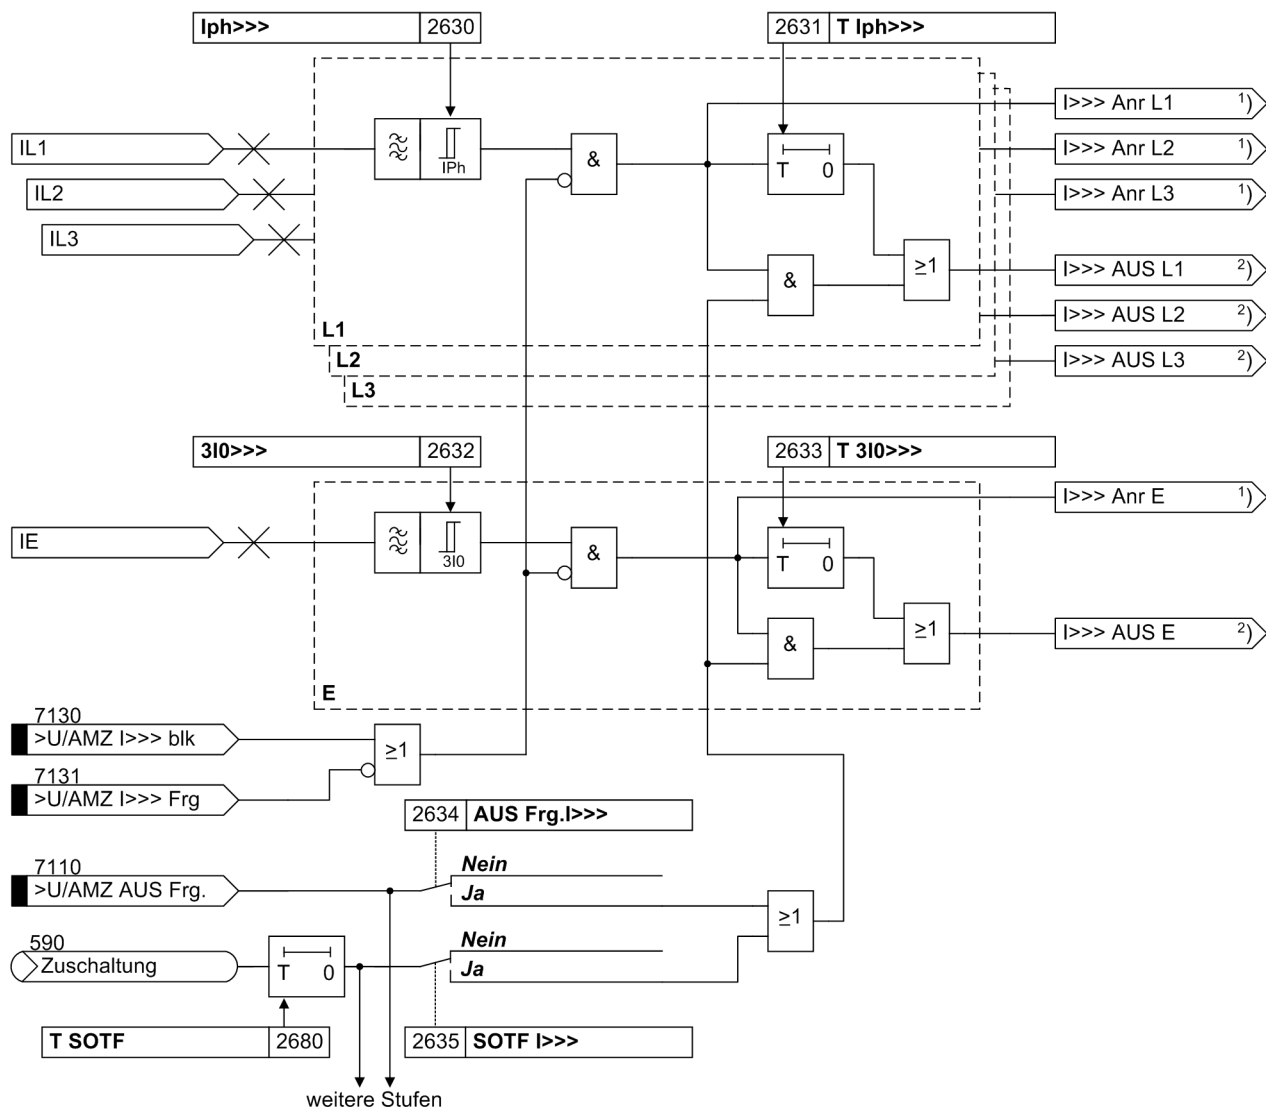 Iph>>> 2630
2631 T Iph>>>
I>>> Anr L1 1)
IL1
IPh
&
T 0
I>>> Anr L2 1)
IL2
I>>> Anr L3 1)
IL3
&
≥1
I>>> AUS L1 2)
I>>> AUS L2 2)
L1
L2
I>>> AUS L3 2)
L3
3I0>>> 2632
2633 T 3I0>>>
I>>> Anr E 1)
IE
3I0
&
T 0
&
≥1
I>>> AUS E 2)
E
7130
>U/AMZ I>>> blk
≥1
7131
>U/AMZ I>>> Frg
2634 AUS Frg.I>>>
7110
>U/AMZ AUS Frg.
Nein
Ja
≥1
590
Zuschaltung
T 0
Nein
Ja
T SOTF 2680
2635 SOTF I>>>
weitere Stufen